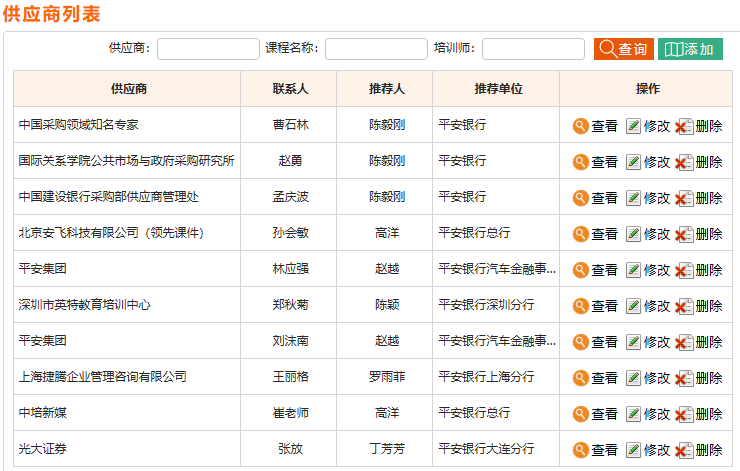 供应商列表
供应商： 课程名称： 培训师： 查询 添加
供应商 联系人 推荐人 推荐单位 操作
中国采购领域知名专家 曹石林 陈毅刚 平安银行 查看 修改 删除
国际关系学院公共市场与政府采购研究所 赵勇 陈毅刚 平安银行 查看 修改 删除
中国建设银行采购部供应商管理处 孟庆波 陈毅刚 平安银行 查看 修改 删除
北京安飞科技有限公司（领先课件） 孙会敏 高洋 平安银行总行 查看 修改 删除
平安集团 林应强 赵越 平安银行汽车金融事... 查看 修改 删除
深圳市英特教育培训中心 郑秋菊 陈颖 平安银行深圳分行 查看 修改 删除
平安集团 刘沫南 赵越 平安银行汽车金融事... 查看 修改 删除
上海捷腾企业管理咨询有限公司 王丽格 罗雨菲 平安银行上海分行 查看 修改 删除
中培新媒 崔老师 高洋 平安银行总行 查看 修改 删除
光大证券 张放 丁芳芳 平安银行大连分行 查看 修改 删除